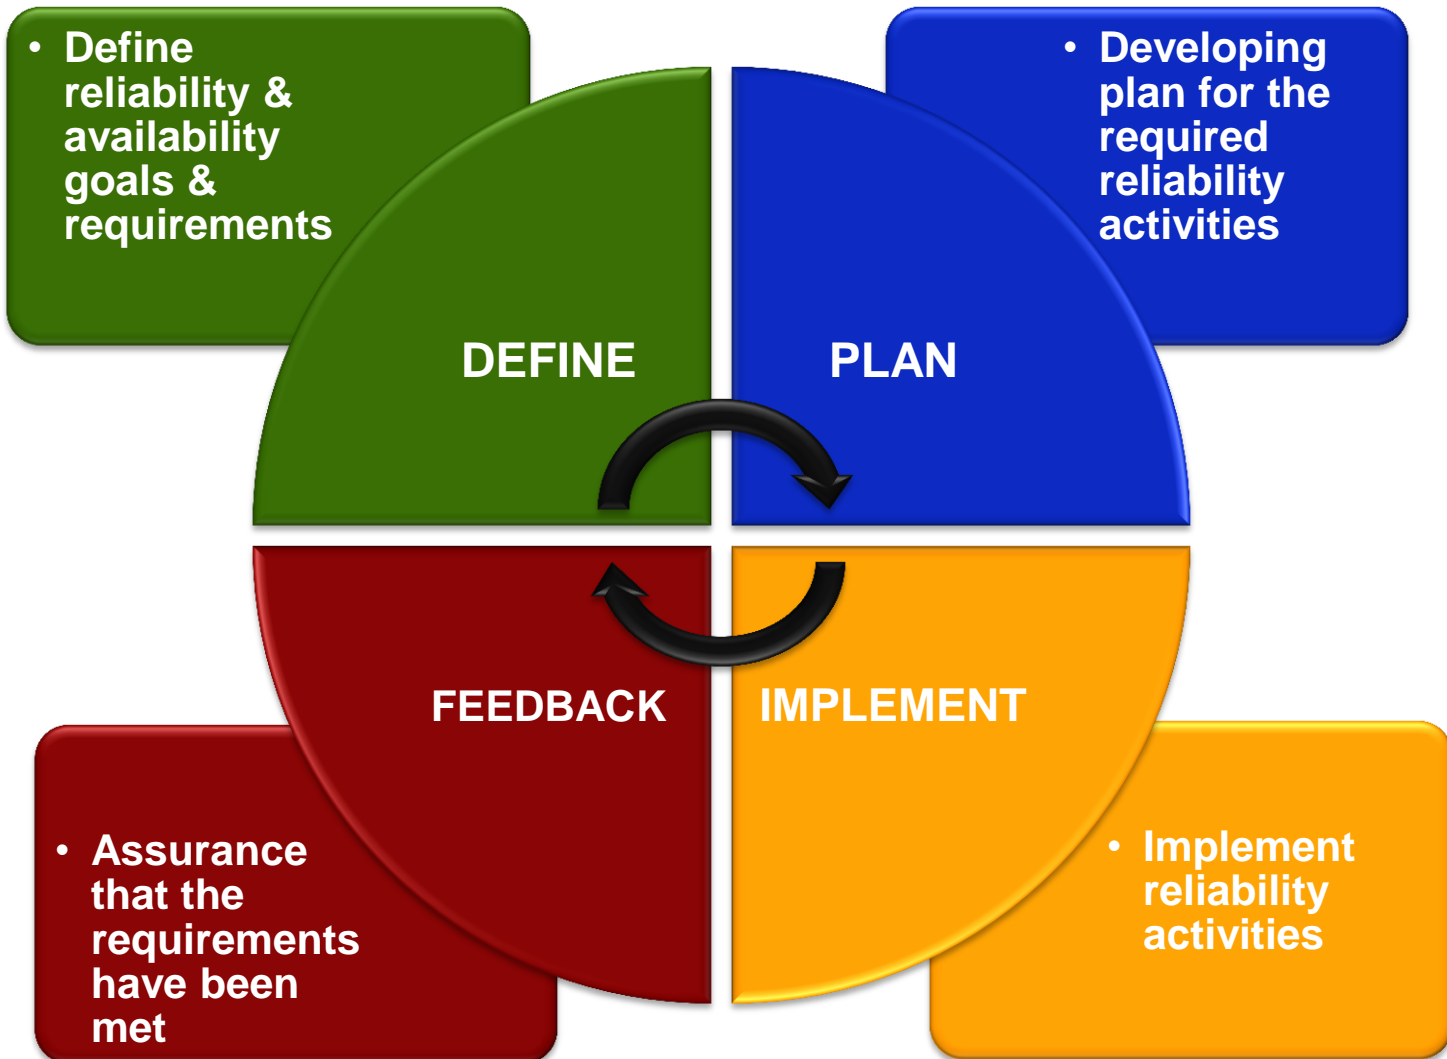 • Define
reliability &
availability
goals &
requirements
• Developing
plan for the
required
reliability
activities
DEFINE
PLAN
FEEDBACK
IMPLEMENT
• Assurance
that the
requirements
have been
met
• Implement
reliability
activities